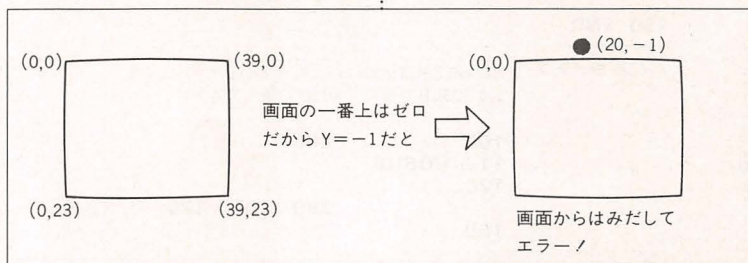 (0,0)
(39,0)
(0,23)
(39,23)
画面の一番上はゼロ
だから Y=−1だと
(20,−1)
(0,0)
画面からはみだして
エラー！